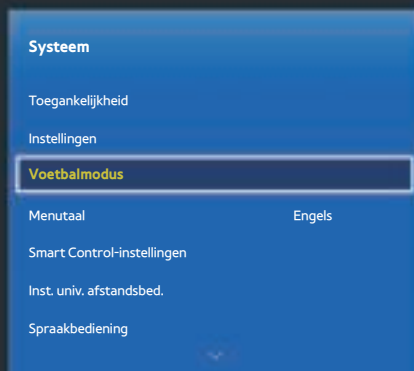 Systeem
Toegankelijkheid
Instellingen
Voetbalmodus
Menutaal Engels
Smart Control-instellingen
Inst. univ. afstandsbed.
Spraakbediening